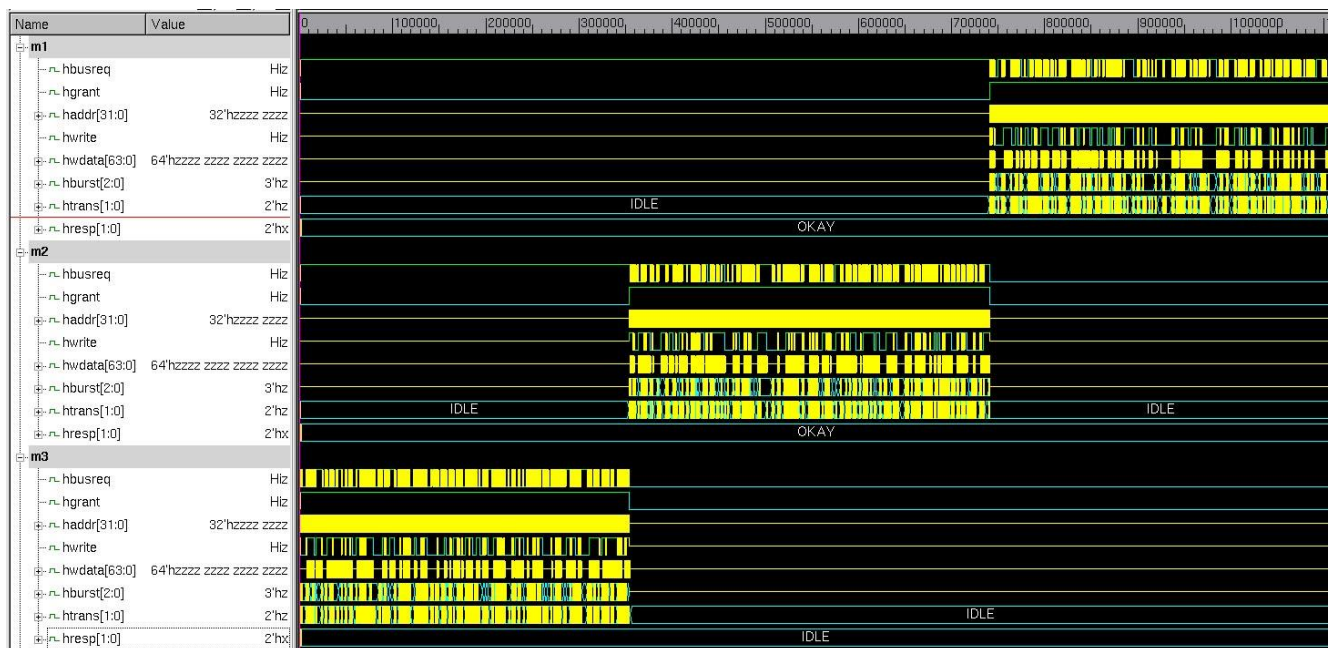 Name Value 0 100000 200000 300000 400000 500000 600000 700000 800000 900000 1000000
m1
hbusreq Hiz
hgrant Hiz
haddr[31:0] 32'hzzzz zzzz
hwrite Hiz
hwdata[63:0] 64'hzzzz zzzz zzzz zzzz
hburst[2:0] 3'hz
htrans[1:0] 2'hz IDLE
hresp[1:0] 2'hx OKAY
m2
hbusreq Hiz
hgrant Hiz
haddr[31:0] 32'hzzzz zzzz
hwrite Hiz
hwdata[63:0] 64'hzzzz zzzz zzzz zzzz
hburst[2:0] 3'hz
htrans[1:0] 2'hz IDLE IDLE
hresp[1:0] 2'hx OKAY
m3
hbusreq Hiz
hgrant Hiz
haddr[31:0] 32'hzzzz zzzz
hwrite Hiz
hwdata[63:0] 64'hzzzz zzzz zzzz zzzz
hburst[2:0] 3'hz
htrans[1:0] 2'hz IDLE
hresp[1:0] 2'hx IDLE